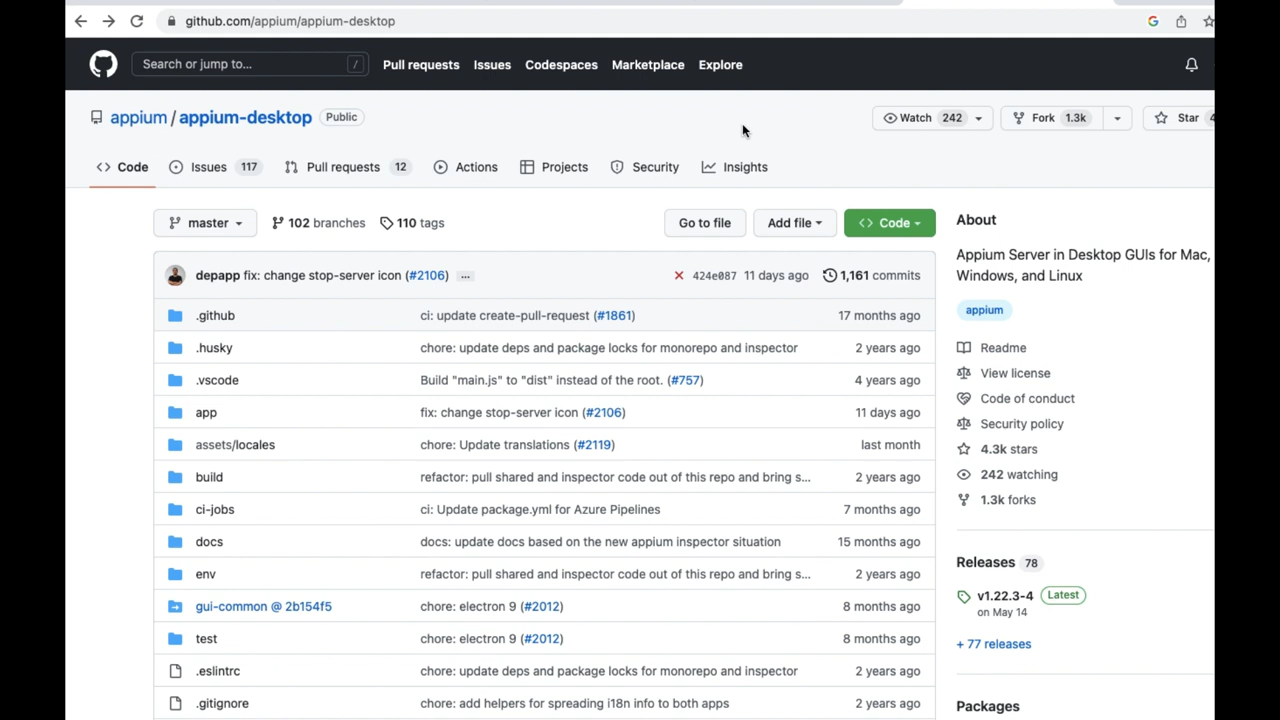 github.com/appium/appium-desktop
Search or jump to... /
Pull requests Issues Codespaces Marketplace Explore
appium / appium-desktop Public
Watch 242 Fork 1.3k Star
Code Issues 117 Pull requests 12 Actions Projects Security Insights
master 102 branches 110 tags Go to file Add file Code
depapp fix: change stop-server icon (#2106) ... 424e087 11 days ago 1,161 commits
.github ci: update create-pull-request (#1861) 17 months ago
.husky chore: update deps and package locks for monorepo and inspector 2 years ago
.vscode Build "main.js" to "dist" instead of the root. (#757) 4 years ago
app fix: change stop-server icon (#2106) 11 days ago
assets/locales chore: Update translations (#2119) last month
build refactor: pull shared and inspector code out of this repo and bring s... 2 years ago
ci-jobs ci: Update package.yml for Azure Pipelines 7 months ago
docs docs: update docs based on the new appium inspector situation 15 months ago
env refactor: pull shared and inspector code out of this repo and bring s... 2 years ago
gui-common @ 2b154f5 chore: electron 9 (#2012) 8 months ago
test chore: electron 9 (#2012) 8 months ago
.eslintrc chore: update deps and package locks for monorepo and inspector 2 years ago
.gitignore chore: add helpers for spreading i18n info to both apps 2 years ago
About
Appium Server in Desktop GUIs for Mac,
Windows, and Linux
appium
Readme
View license
Code of conduct
Security policy
4.3k stars
242 watching
1.3k forks
Releases 78
v1.22.3-4 Latest
on May 14
+ 77 releases
Packages